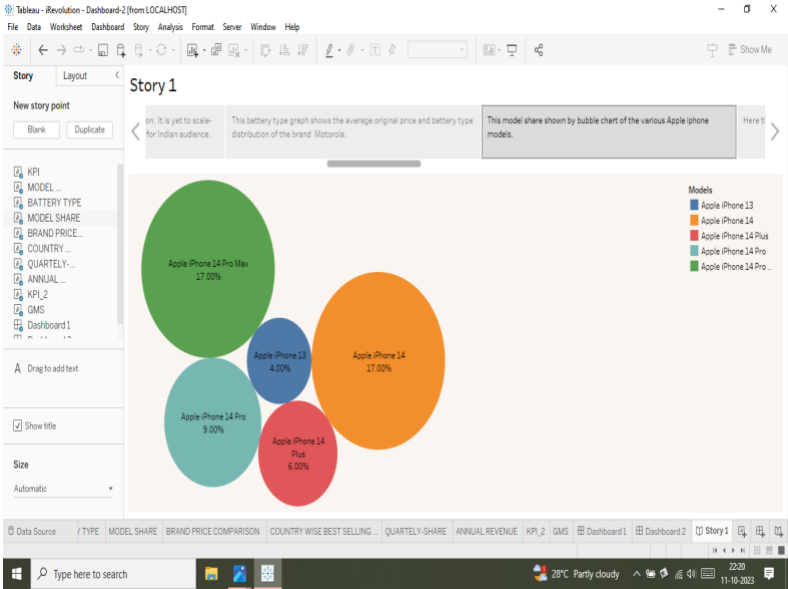 Tableau - iRevolution - Dashboard-2 [from LOCALHOST]
File Data Worksheet Dashboard Story Analysis Format Server Window Help
Show Me
Story Layout
New story point
Blank Duplicate
KPI
MODEL ...
BATTERY TYPE
MODEL SHARE
BRAND PRICE...
COUNTRY ...
QUARTELY-...
ANNUAL ...
KPI_2
GMS
Dashboard 1
A Drag to add text
Show title
Size
Automatic
Story 1
on. It is yet to scale-
for Indian audience.
This battery type graph shows the average original price and battery type
distribution of the brand Motorola.
This model share shown by bubble chart of the various Apple iphone
models.
Here t
Apple iPhone 14 Pro Max
17.00%
Apple iPhone 13
4.00%
Apple iPhone 14
17.00%
Apple iPhone 14 Pro
9.00%
Apple iPhone 14
Plus
6.00%
Models
Apple iPhone 13
Apple iPhone 14
Apple iPhone 14 Plus
Apple iPhone 14 Pro
Apple iPhone 14 Pro ..
Data Source Y TYPE MODEL SHARE BRAND PRICE COMPARISON COUNTRY WISE BEST SELLING ... QUARTELY-SHARE ANNUAL REVENUE KPI_2 GMS Dashboard 1 Dashboard 2 Story 1
Type here to search
28°C Partly cloudy
22:20
11-10-2023